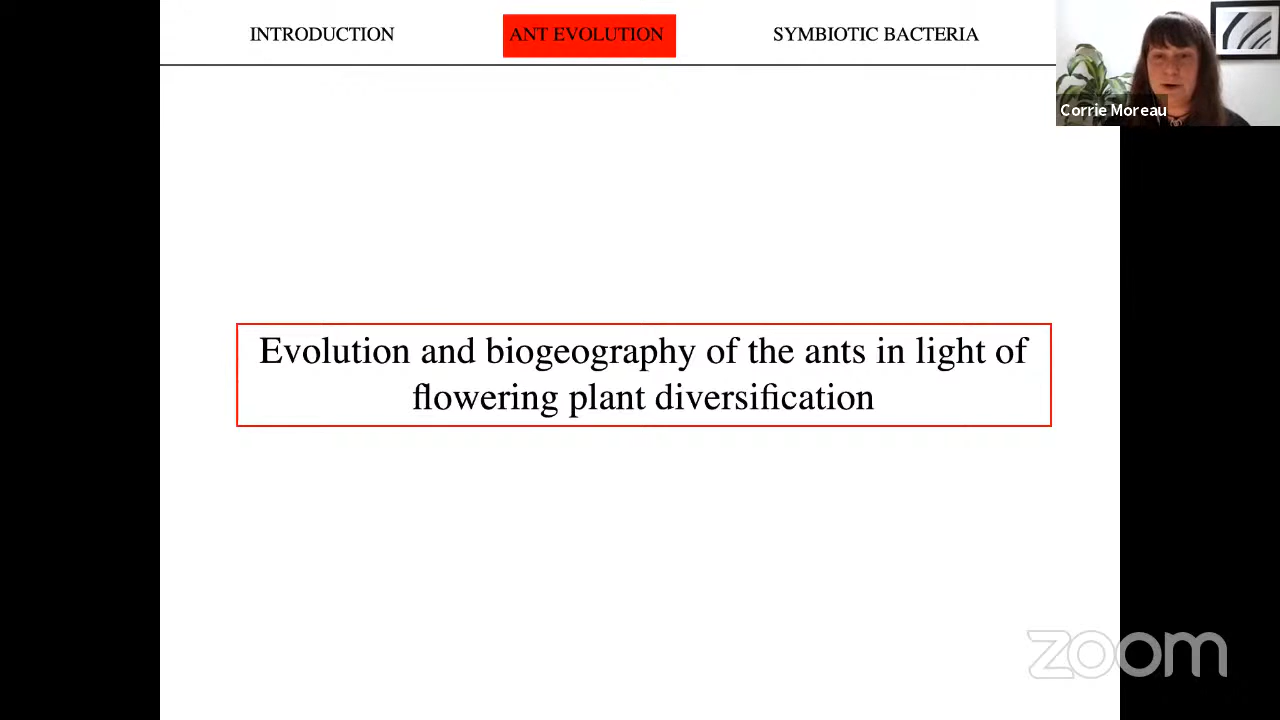 INTRODUCTION
ANT EVOLUTION
SYMBIOTIC BACTERIA
Corrie Moreau
Evolution and biogeography of the ants in light of
flowering plant diversification
zoom